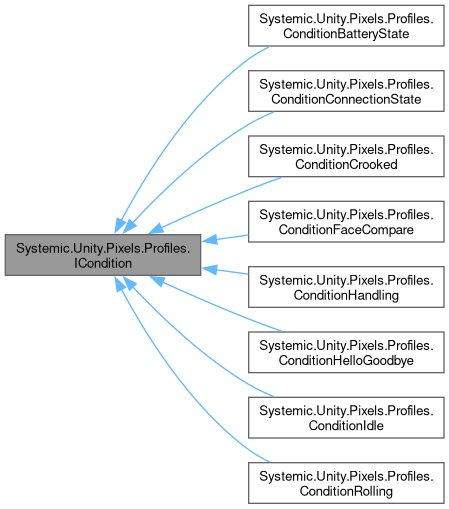 Systemic.Unity.Pixels.Profiles.
ConditionBatteryState
Systemic.Unity.Pixels.Profiles.
ConditionConnectionState
Systemic.Unity.Pixels.Profiles.
ConditionCrooked
Systemic.Unity.Pixels.Profiles.
ConditionFaceCompare
Systemic.Unity.Pixels.Profiles.
ICondition
Systemic.Unity.Pixels.Profiles.
ConditionHandling
Systemic.Unity.Pixels.Profiles.
ConditionHelloGoodbye
Systemic.Unity.Pixels.Profiles.
ConditionIdle
Systemic.Unity.Pixels.Profiles.
ConditionRolling